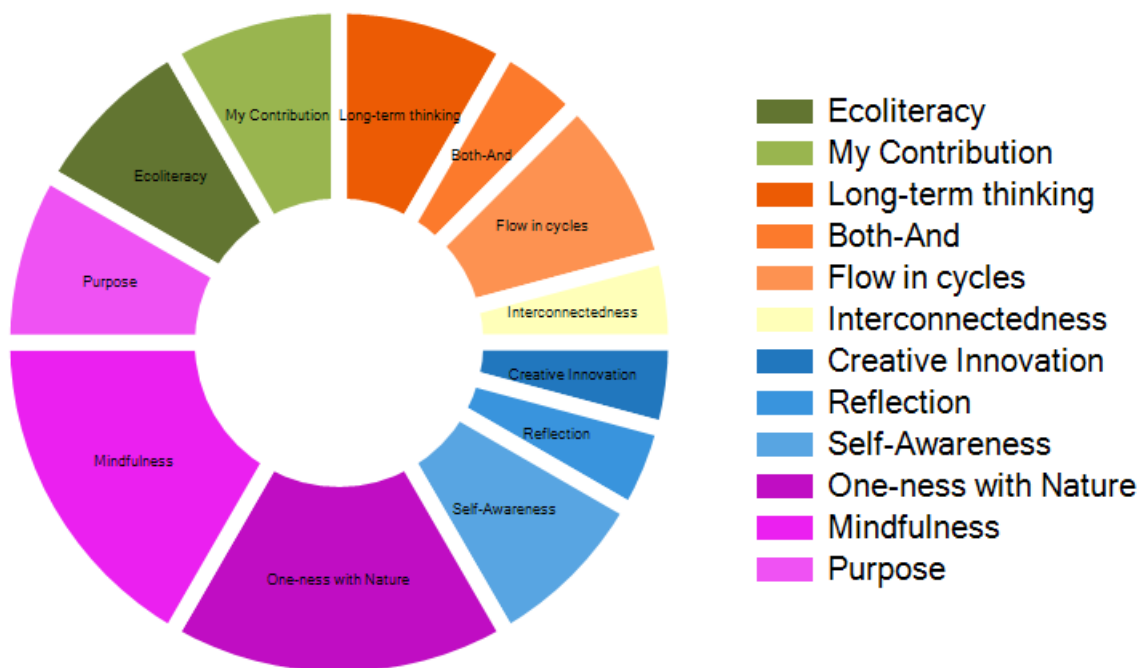 My Contribution
Long-term thinking
Both-And
Ecoliteracy
Flow in cycles
Purpose
Interconnectedness
Creative Innovation
Reflection
Mindfulness
Self-Awareness
One-ness with Nature
Ecoliteracy
My Contribution
Long-term thinking
Both-And
Flow in cycles
Interconnectedness
Creative Innovation
Reflection
Self-Awareness
One-ness with Nature
Mindfulness
Purpose